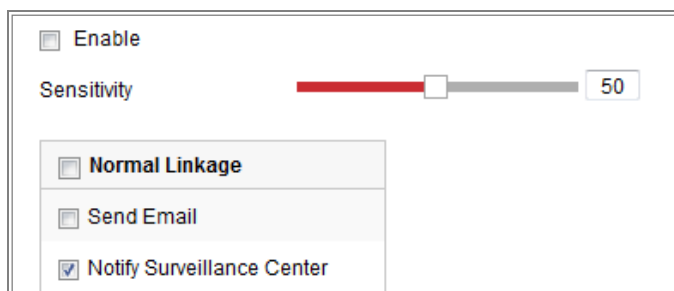 Enable
Sensitivity 50
Normal Linkage
Send Email
Notify Surveillance Center